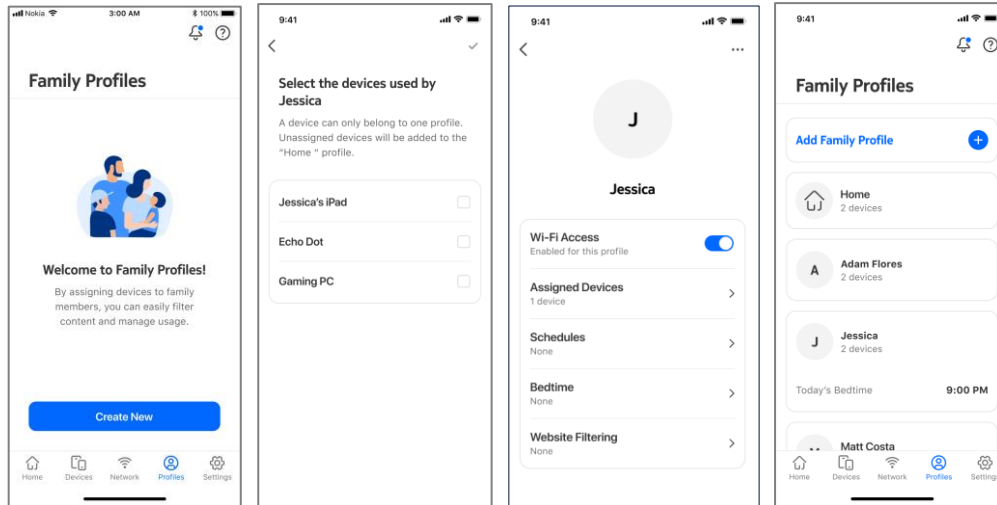 Nokia 3:00 AM 100%
Family Profiles
Welcome to Family Profiles!
By assigning devices to family
members, you can easily filter
content and manage usage.
Create New
Home Devices Network Profiles Settings
9:41
Select the devices used by
Jessica
A device can only belong to one profile.
Unassigned devices will be added to the
"Home " profile.
Jessica's iPad
Echo Dot
Gaming PC
9:41
J
Jessica
Wi-Fi Access
Enabled for this profile
Assigned Devices
1 device
Schedules
None
Bedtime
None
Website Filtering
None
9:41
Family Profiles
Add Family Profile
Home
2 devices
A
Adam Flores
2 devices
J
Jessica
2 devices
Today's Bedtime 9:00 PM
Matt Costa
Home Devices Network Profiles Settings